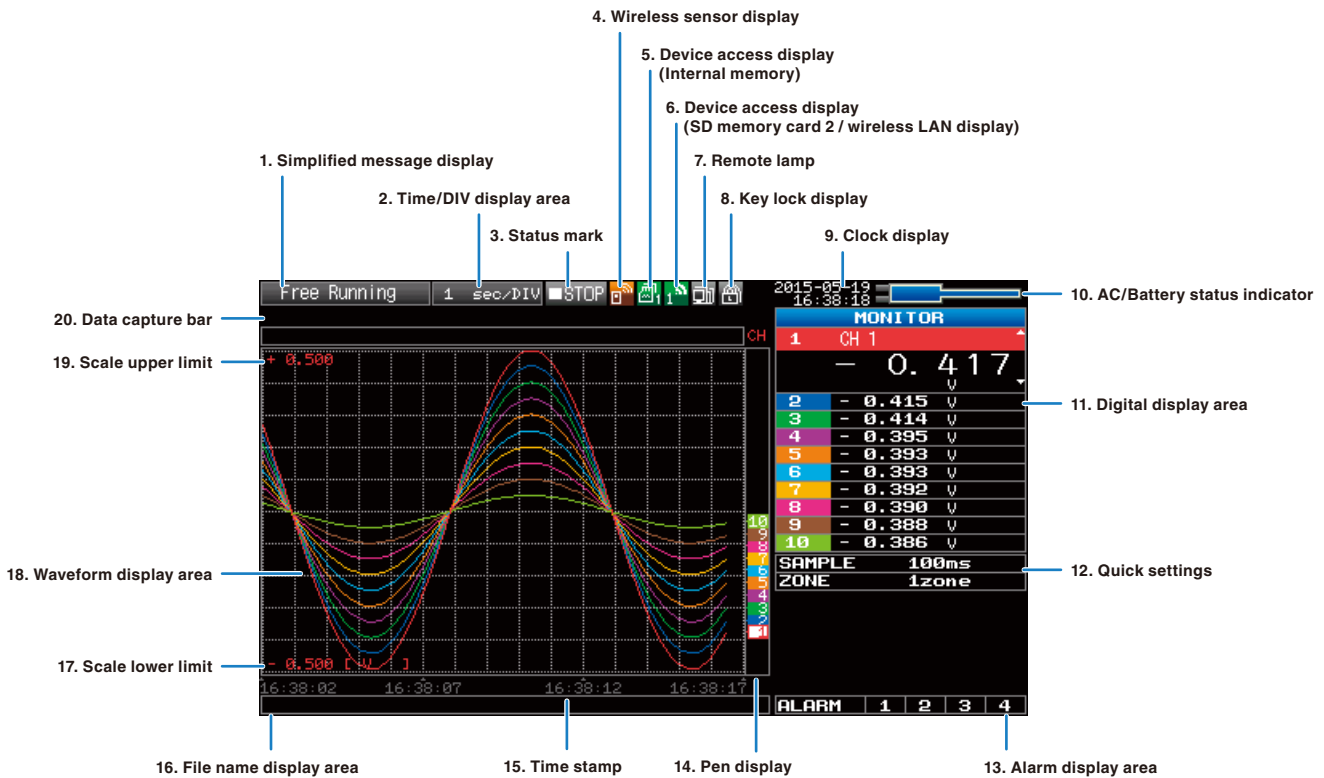 4. Wireless sensor display
5. Device access display
(Internal memory)
6. Device access display
(SD memory card 2 / wireless LAN display)
1. Simplified message display
7. Remote lamp
2. Time/DIV display area
8. Key lock display
3. Status mark
9. Clock display
Free Running 1 sec/DIV STOP 1 1 2015-05-19
16:38:18
10. AC/Battery status indicator
20. Data capture bar
MONITOR
CH
1 CH 1
19. Scale upper limit
+ 0.500
- 0.417
V
2 - 0.415 V
11. Digital display area
3 - 0.414 V
4 - 0.395 V
5 - 0.393 V
6 - 0.393 V
7 - 0.392 V
8 - 0.390 V
9 - 0.388 V
10 - 0.386 V
10
9
8
7
6
5
4
3
2
1
SAMPLE 100ms
12. Quick settings
ZONE 1zone
18. Waveform display area
17. Scale lower limit
- 0.500 [ V ]
16:38:02 16:38:07 16:38:12 16:38:17
ALARM 1 2 3 4
16. File name display area
15. Time stamp
14. Pen display
13. Alarm display area